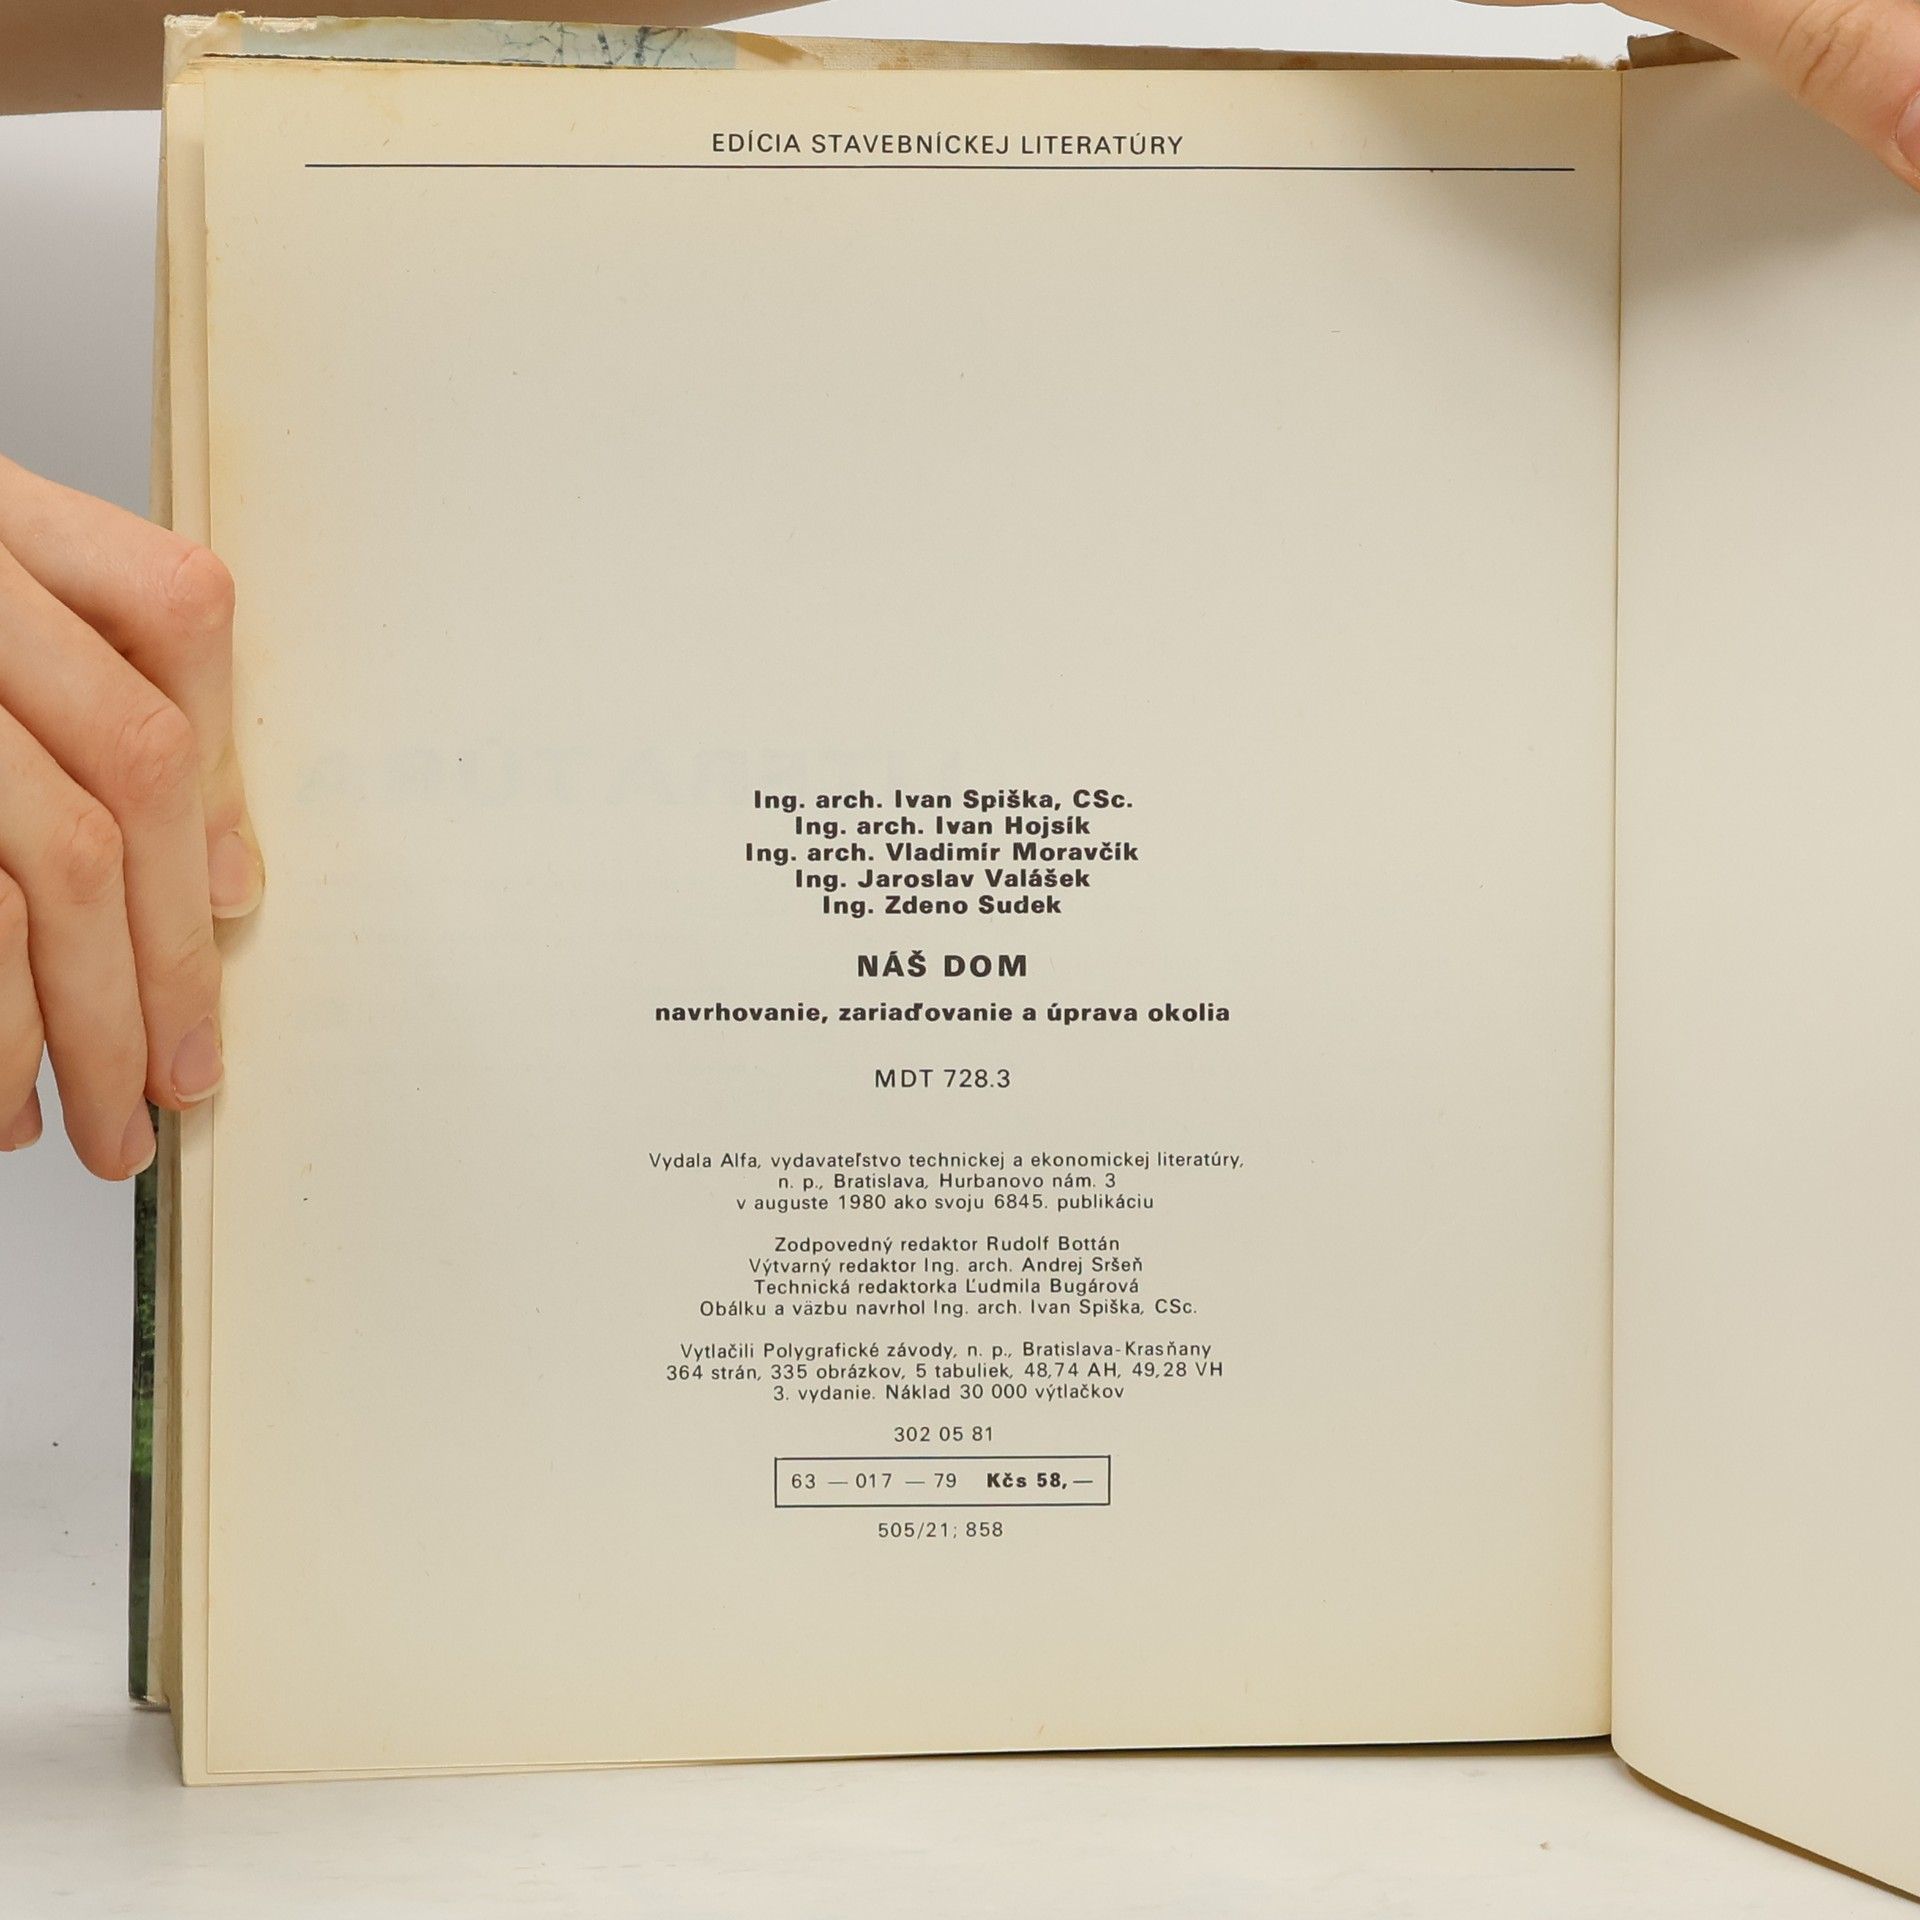 EDÍCIA STAVEBNÍCKEJ LITERATÚRY
Ing. arch. Ivan Spiška, CSc.
Ing. arch. Ivan Hojsík
Ing. arch. Vladimír Moravčík
Ing. Jaroslav Valášek
Ing. Zdeno Sudek
NÁŠ DOM
navrhovanie, zariaďovanie a úprava okolia
MDT 728.3
Vydala Alfa, vydavateľstvo technickej a ekonomickej literatúry,
n. p., Bratislava, Hurbanovo nám. 3
v auguste 1980 ako svoju 6845. publikáciu
Zodpovedný redaktor Rudolf Bottán
Výtvarný redaktor Ing. arch. Andrej Sršeň
Technická redaktorka Ľudmila Bugárová
Obálku a väzbu navrhol Ing. arch. Ivan Spiška, CSc.
Vytlačili Polygrafické závody, n. p., Bratislava-Krasňany
364 strán, 335 obrázkov, 5 tabuliek, 48,74 AH, 49,28 VH
3. vydanie. Náklad 30 000 výtlačkov
302 05 81
63 — 017 — 79 Kčs 58,—
505/21; 858